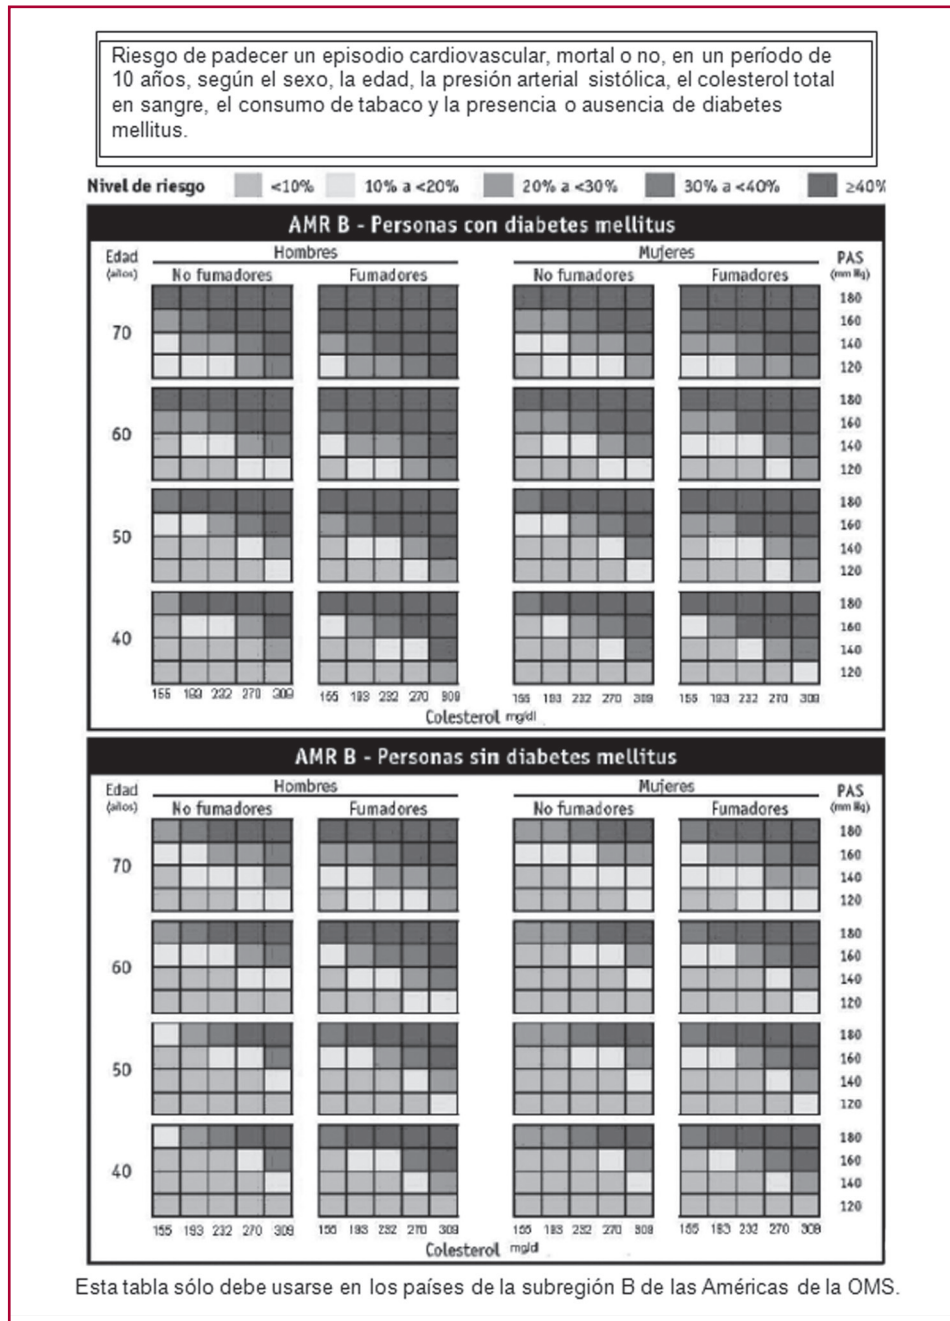 Riesgo de padecer un episodio cardiovascular, mortal o no, en un período de
10 años, según el sexo, la edad, la presión arterial sistólica, el colesterol total
en sangre, el consumo de tabaco y la presencia o ausencia de diabetes
mellitus.
Nivel de riesgo <10% 10% a <20% 20% a <30% 30% a <40% ≥40%
AMR B - Personas con diabetes mellitus
Edad (años) Hombres Mujeres PAS (mm Hg)
No fumadores Fumadores No fumadores Fumadores
180
160
70
140
120
180
160
60
140
120
180
160
50
140
120
180
160
40
140
120
155 193 232 270 309 155 193 232 270 309 155 193 232 270 309 155 193 232 270 309
Colesterol mg/dl
AMR B - Personas sin diabetes mellitus
Edad (años) Hombres Mujeres PAS (mm Hg)
No fumadores Fumadores No fumadores Fumadores
180
160
70
140
120
180
160
60
140
120
180
160
50
140
120
180
160
40
140
120
155 193 232 270 309 155 193 232 270 309 155 193 232 270 309 155 193 232 270 309
Colesterol mg/dl
Esta tabla sólo debe usarse en los países de la subregión B de las Américas de la OMS.